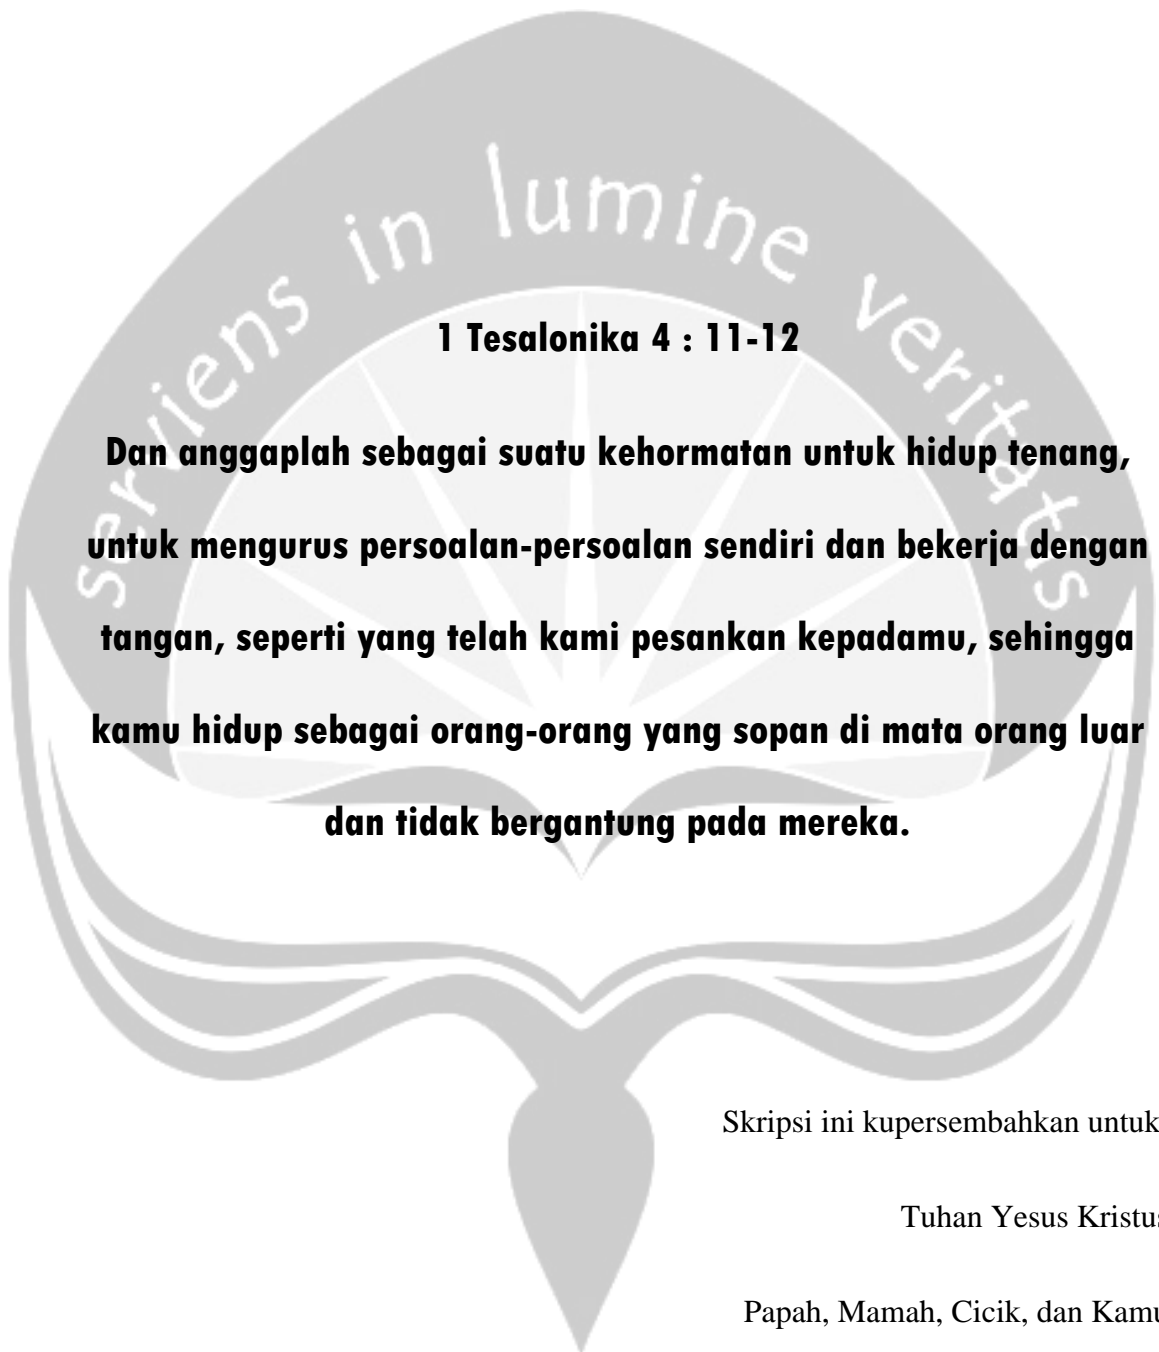 serviens in lumine veritatis
1 Tesalonika 4 : 11-12
Dan anggaplah sebagai suatu kehormatan untuk hidup tenang,
untuk mengurus persoalan-persoalan sendiri dan bekerja dengan
tangan, seperti yang telah kami pesankan kepadamu, sehingga
kamu hidup sebagai orang-orang yang sopan di mata orang luar
dan tidak bergantung pada mereka.
Skripsi ini kupersembahkan untuk
Tuhan Yesus Kristus
Papah, Mamah, Cicik, dan Kamu